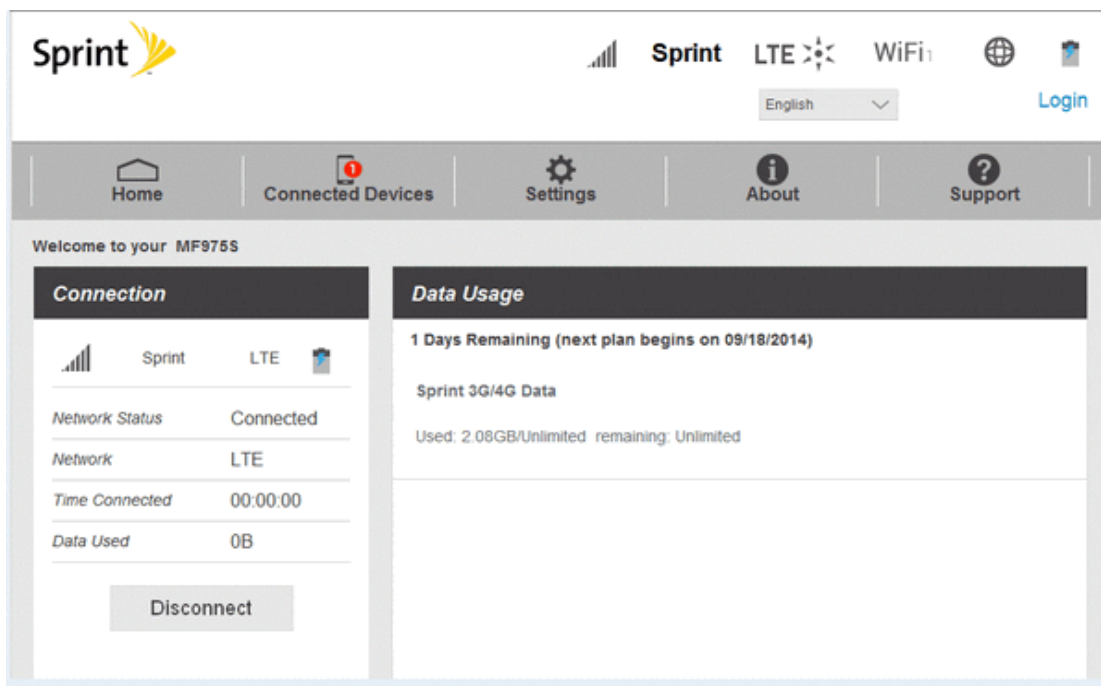 Sprint
Sprint LTE WiFi 1
English
Login
Home
1
Connected Devices
Settings
About
Support
Welcome to your MF975S
Connection
Sprint LTE
Network Status Connected
Network LTE
Time Connected 00:00:00
Data Used 0B
Disconnect
Data Usage
1 Days Remaining (next plan begins on 09/18/2014)
Sprint 3G/4G Data
Used: 2.08GB/Unlimited remaining: Unlimited